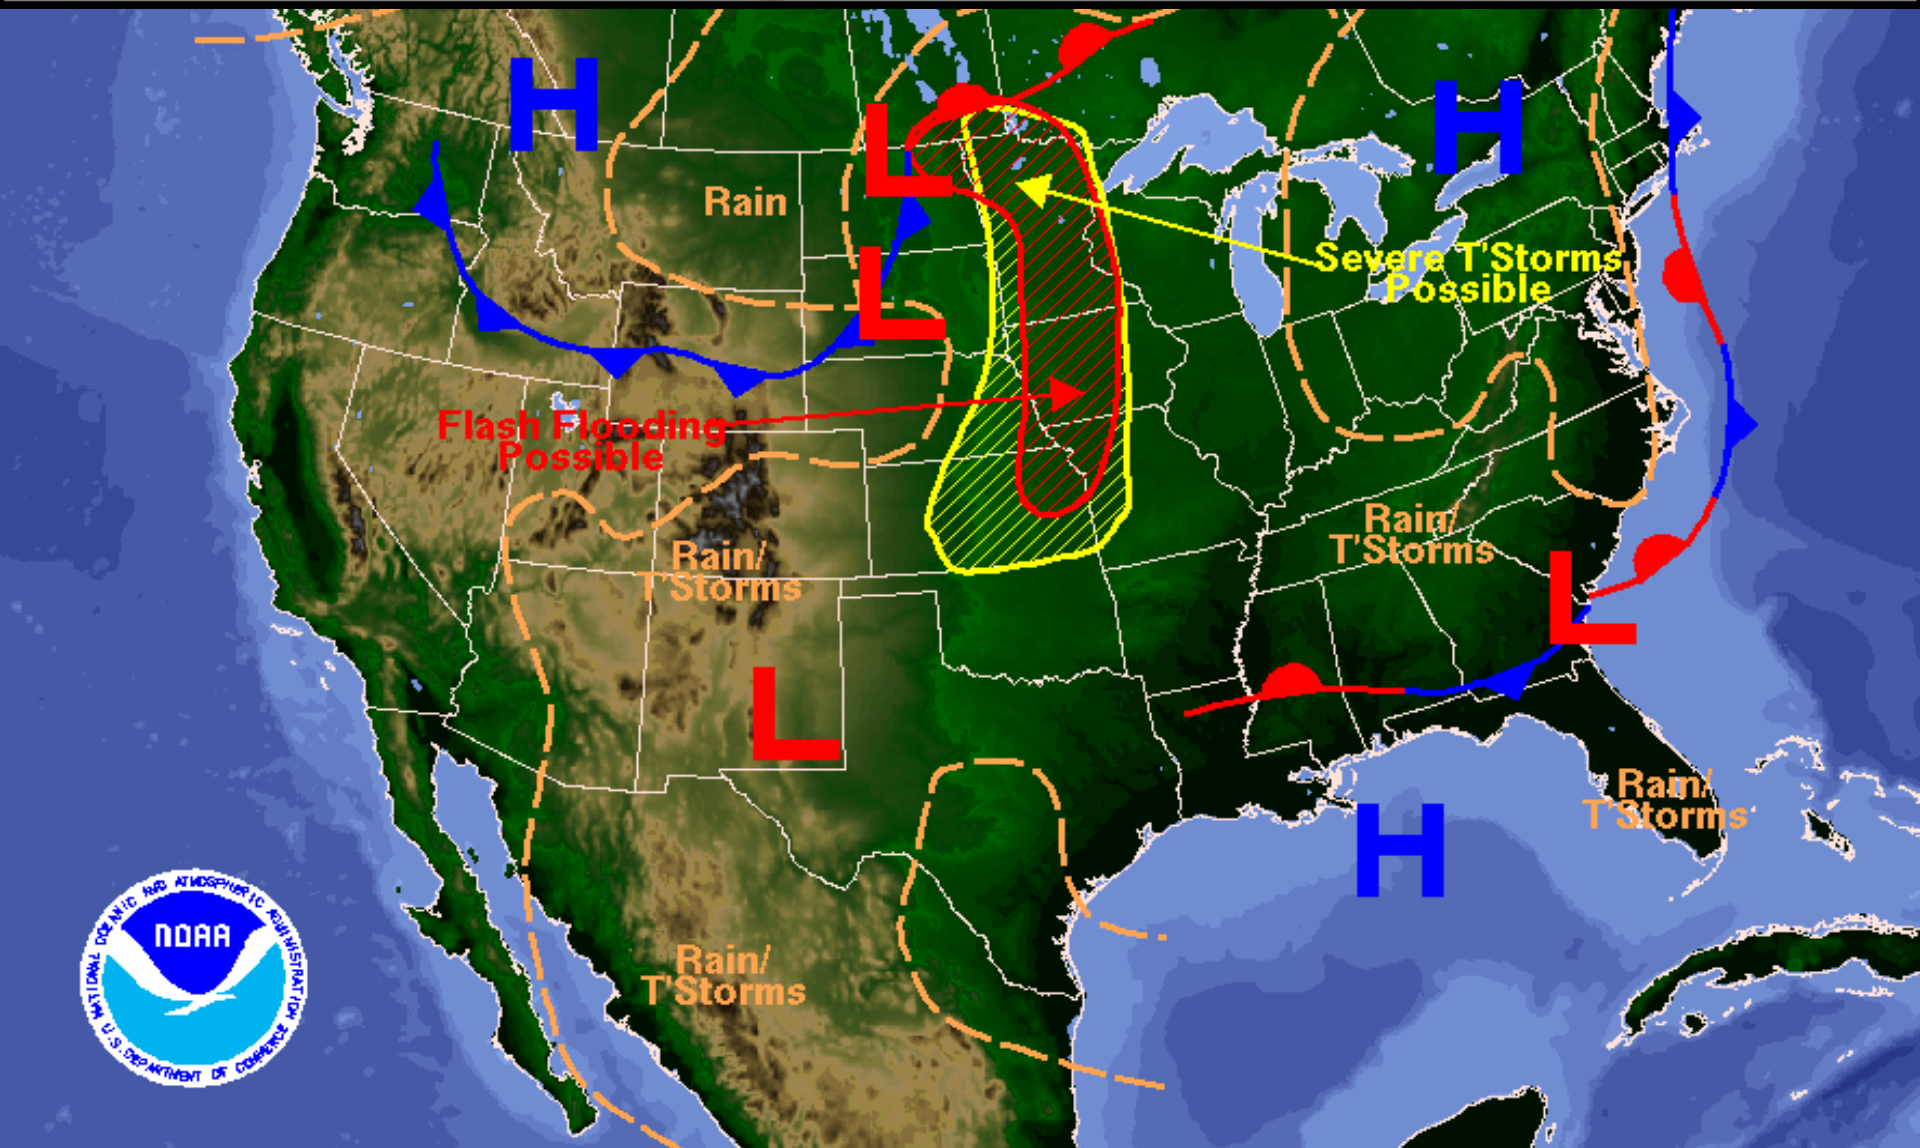 H
H
L
Rain
Severe T'Storms
Possible
L
Flash Flooding
Possible
Rain/
T'Storms
Rain/
T'Storms
L
L
Rain/
T'Storms
H
Rain/
T'Storms
NATIONAL OCEANIC AND ATMOSPHERIC ADMINISTRATION
NOAA
U.S. DEPARTMENT OF COMMERCE